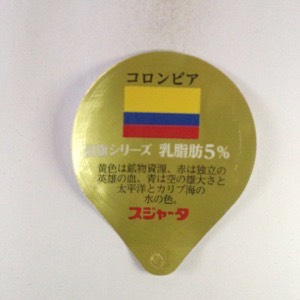 コロンビア
国旗シリーズ 乳脂肪5%
黄色は鉱物資源、赤は独立の
英雄の血、青は空の雄大さと
太平洋とカリブ海の
水の色。
スジャータ